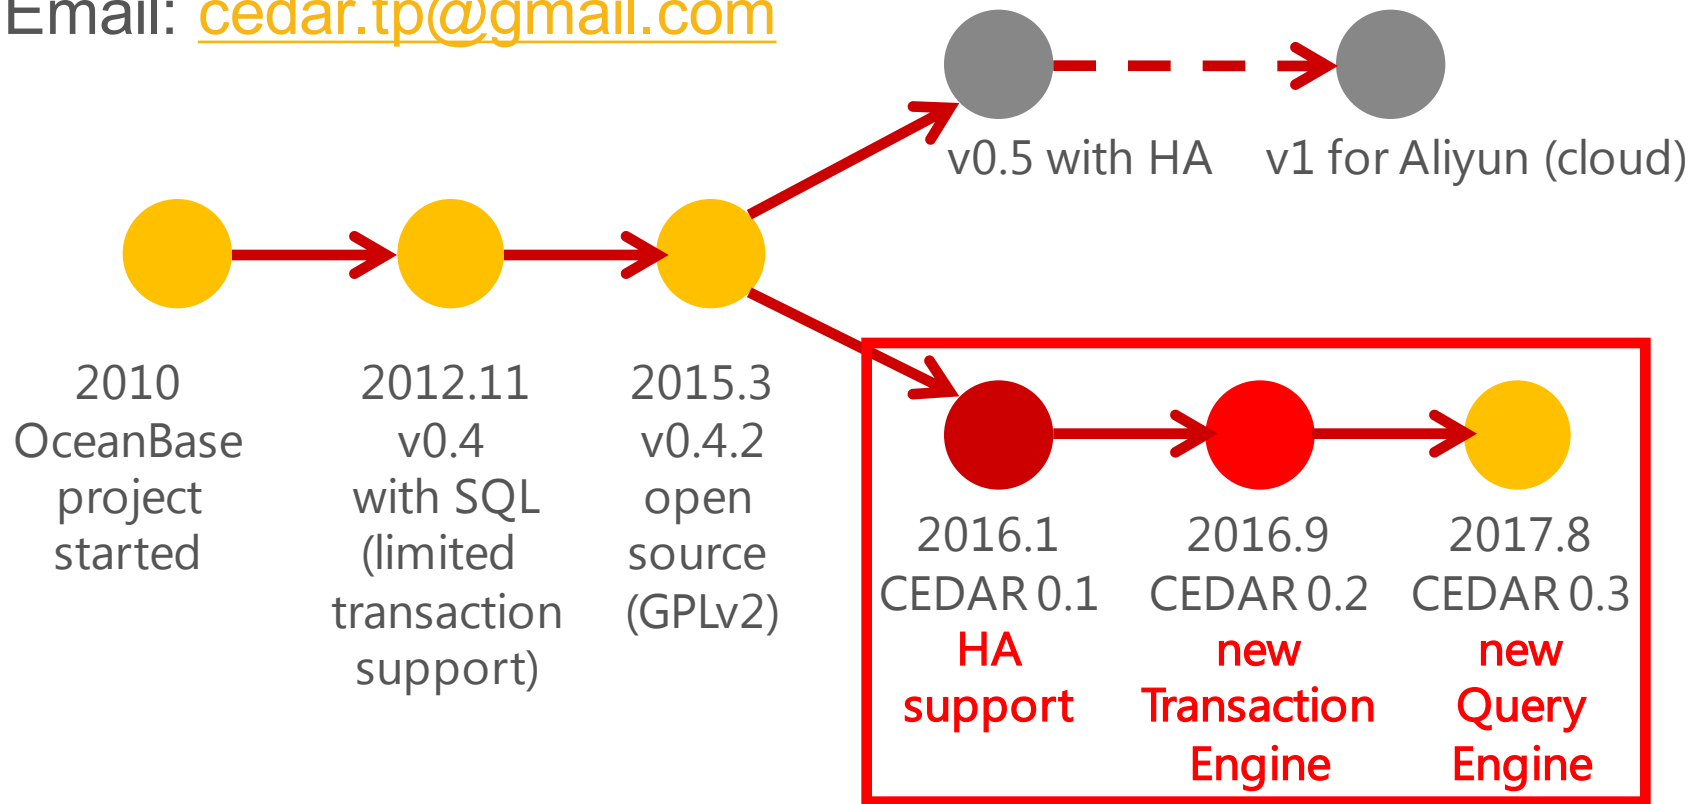 Email: cedar.tp@gmail.com
v0.5 with HA
v1 for Aliyun (cloud)
2010
OceanBase
project
started
2012.11
v0.4
with SQL
(limited
transaction
support)
2015.3
v0.4.2
open
source
(GPLv2)
2016.1
CEDAR 0.1
HA
support
2016.9
CEDAR 0.2
new
Transaction
Engine
2017.8
CEDAR 0.3
new
Query
Engine